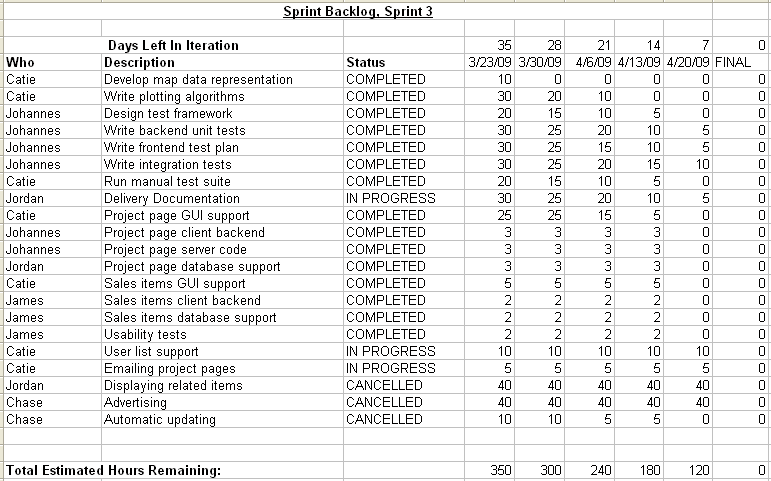 Sprint Backlog, Sprint 3
Days Left In Iteration 35 28 21 14 7 0
Who Description Status 3/23/09 3/30/09 4/6/09 4/13/09 4/20/09 FINAL
Catie Develop map data representation COMPLETED 10 0 0 0 0 0
Catie Write plotting algorithms COMPLETED 30 20 10 0 0 0
Johannes Design test framework COMPLETED 20 15 10 5 0 0
Johannes Write backend unit tests COMPLETED 30 25 20 10 5 0
Johannes Write frontend test plan COMPLETED 30 25 15 10 5 0
Johannes Write integration tests COMPLETED 30 25 20 15 10 0
Catie Run manual test suite COMPLETED 20 15 10 5 0 0
Jordan Delivery Documentation IN PROGRESS 30 25 20 10 5 0
Catie Project page GUI support COMPLETED 25 25 15 5 0 0
Johannes Project page client backend COMPLETED 3 3 3 3 0 0
Johannes Project page server code COMPLETED 3 3 3 3 0 0
Jordan Project page database support COMPLETED 3 3 3 3 0 0
Catie Sales items GUI support COMPLETED 5 5 5 5 0 0
James Sales items client backend COMPLETED 2 2 2 2 0 0
James Sales items database support COMPLETED 2 2 2 2 0 0
James Usability tests COMPLETED 2 2 2 2 0 0
Catie User list support IN PROGRESS 10 10 10 10 10 0
Catie Emailing project pages IN PROGRESS 5 5 5 5 5 0
Jordan Displaying related items CANCELLED 40 40 40 40 40 0
Chase Advertising CANCELLED 40 40 40 40 40 0
Chase Automatic updating CANCELLED 10 10 5 5 0 0
Total Estimated Hours Remaining: 350 300 240 180 120 0